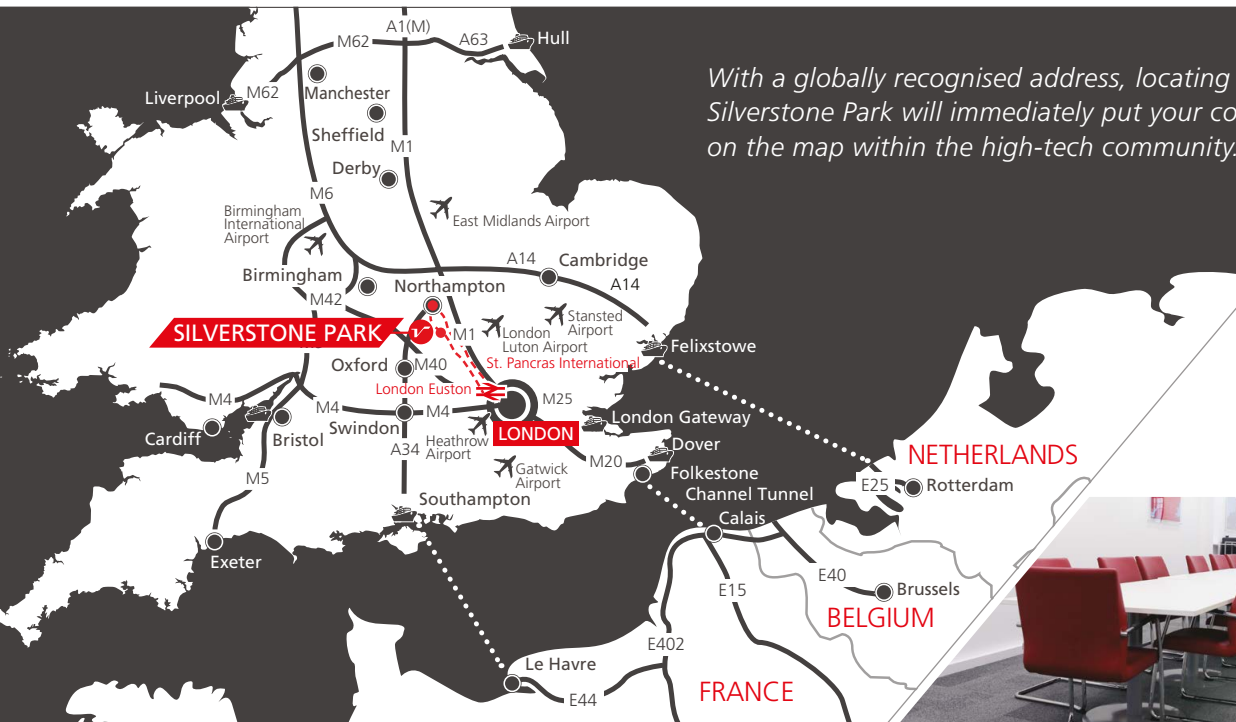 A1(M)
M62
A63
Hull
With a globally recognised address, locating
Silverstone Park will immediately put your co
on the map within the high-tech community.
Liverpool
M62
Manchester
Sheffield
M1
Derby
M6
Birmingham
International
Airport
East Midlands Airport
A14
Cambridge
A14
Birmingham
Northampton
M42
SILVERSTONE PARK
M1
London
Luton Airport
Stansted
Airport
St. Pancras International
Felixstowe
Oxford
M40
London Euston
M25
M4
M4
M4
Swindon
LONDON
London Gateway
Cardiff
Bristol
Heathrow
Airport
Dover
A34
M20
Gatwick
Airport
Folkestone
Channel Tunnel
Calais
NETHERLANDS
E25
Rotterdam
M5
Southampton
Exeter
E15
E40
Brussels
BELGIUM
E402
Le Havre
E44
FRANCE